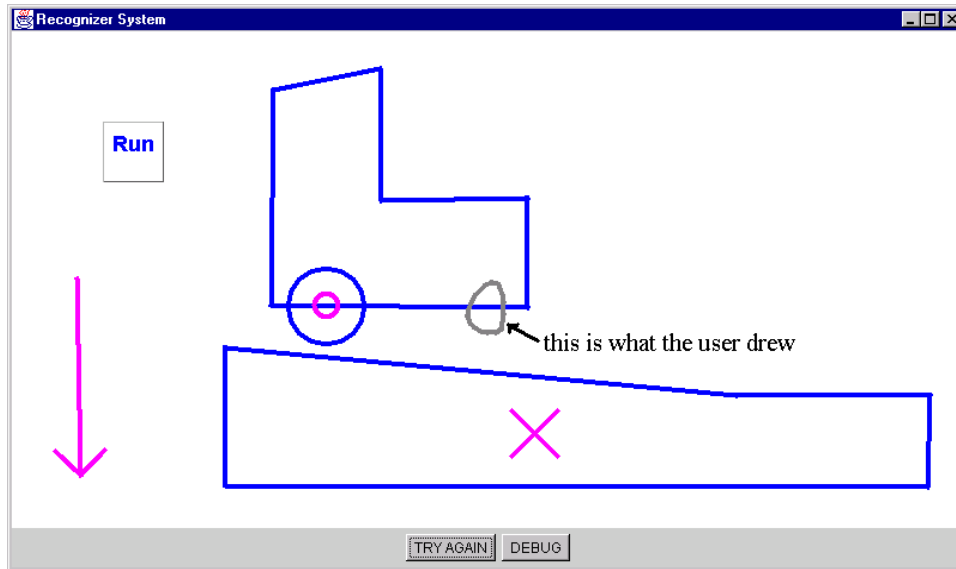 Recognizer System
Run
this is what the user drew
TRY AGAIN DEBUG